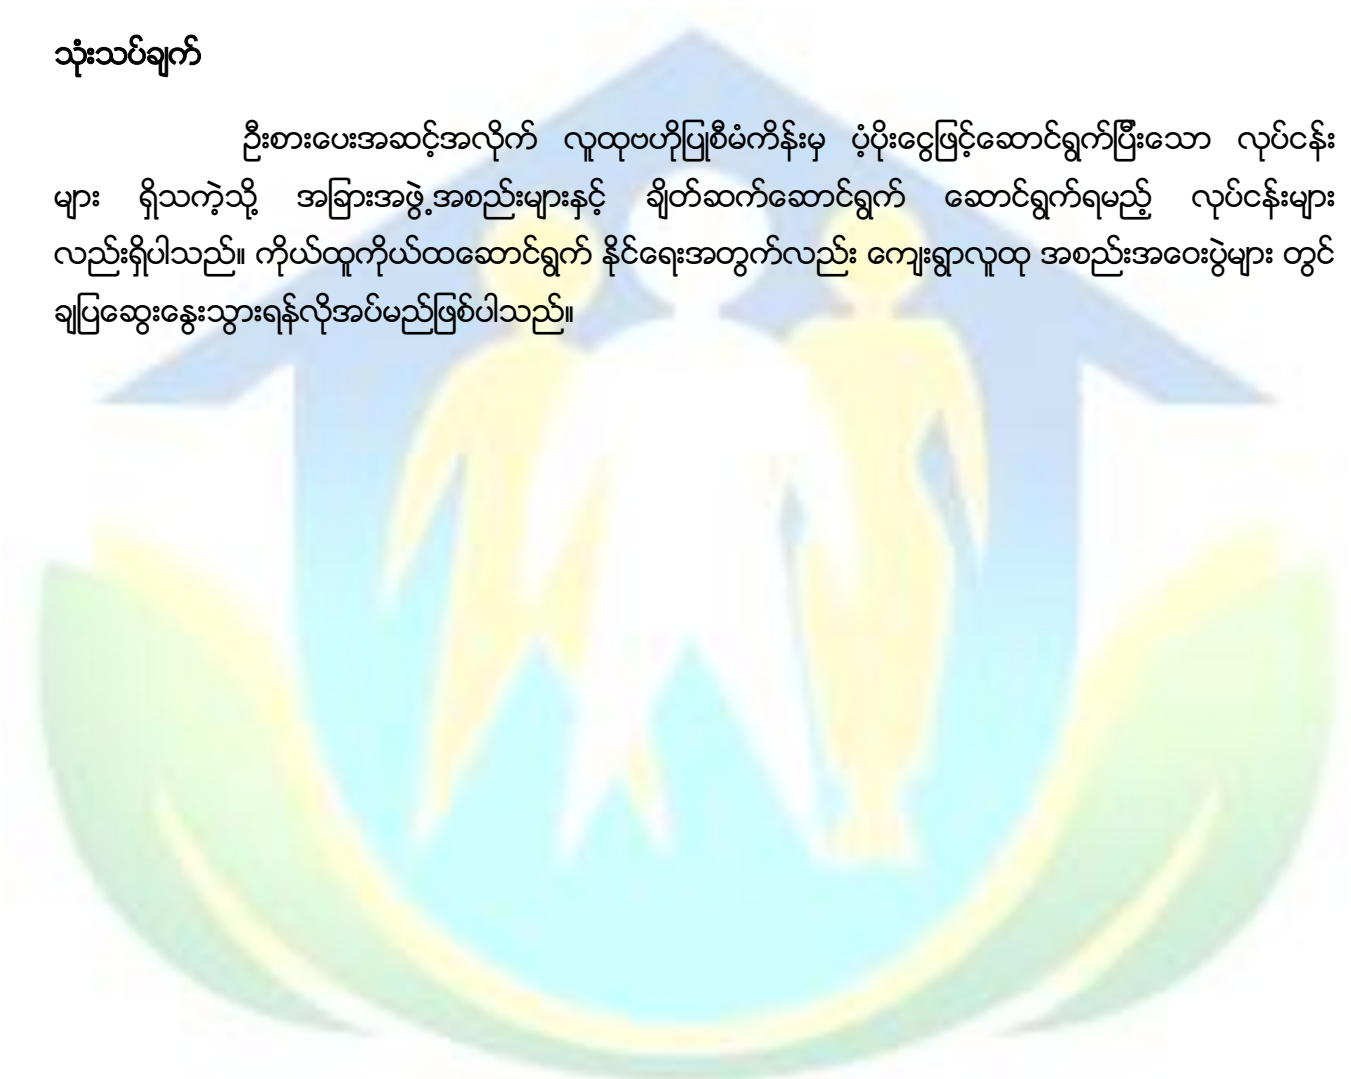 သုံးသပ်ချက်
ဦးစားပေးအဆင့်အလိုက် လူထုဗဟိုပြုစီမံကိန်းမှ ပံ့ပိုးငွေဖြင့်ဆောင်ရွက်ပြီးသော လုပ်ငန်း
များ ရှိသကဲ့သို့ အခြားအဖွဲ့အစည်းများနှင့် ချိတ်ဆက်ဆောင်ရွက် ဆောင်ရွက်ရမည့် လုပ်ငန်းများ
လည်းရှိပါသည်။ ကိုယ်ထူကိုယ်ထဆောင်ရွက် နိုင်ရေးအတွက်လည်း ကျေးရွာလူထု အစည်းအဝေးပွဲများ တွင်
ချပြဆွေးနွေးသွားရန်လိုအပ်မည်ဖြစ်ပါသည်။